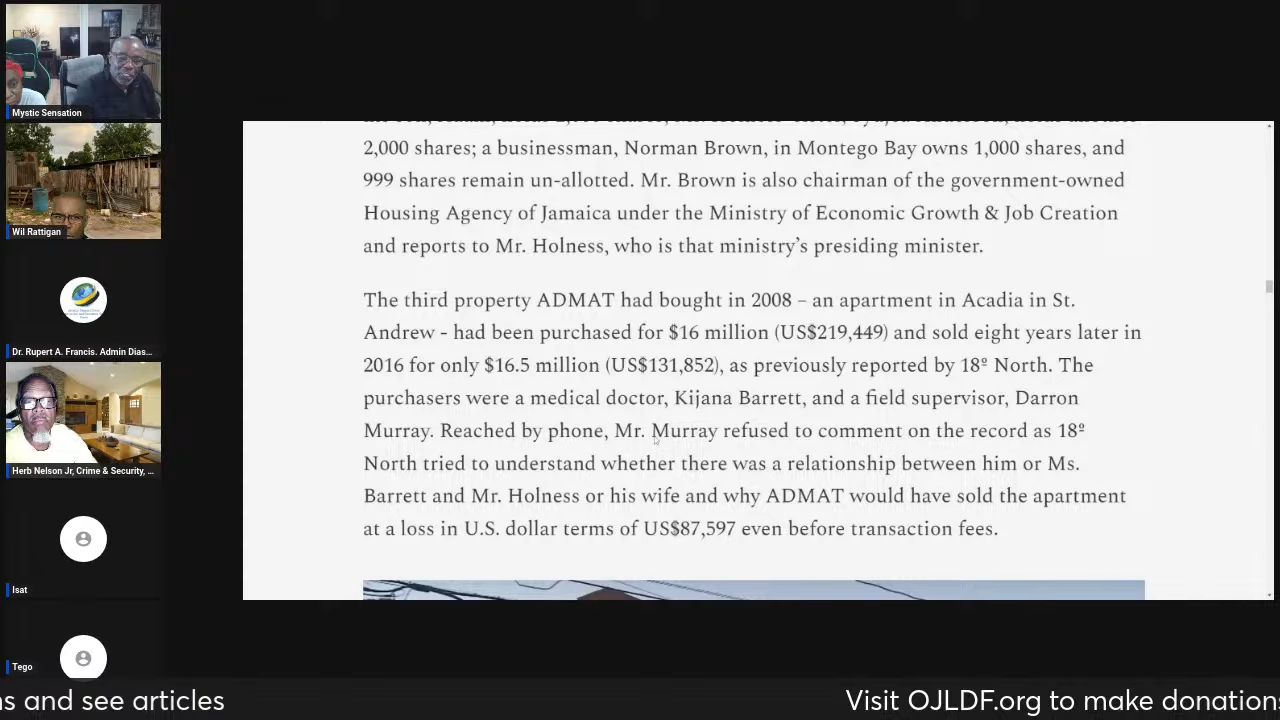 Mystic Sensation
Wil Rattigan
Dr. Rupert A. Francis. Admin Dias...
Herb Nelson Jr, Crime & Security, ...
Isat
Tego
2,000 shares; a businessman, Norman Brown, in Montego Bay owns 1,000 shares, and
999 shares remain un-allotted. Mr. Brown is also chairman of the government-owned
Housing Agency of Jamaica under the Ministry of Economic Growth & Job Creation
and reports to Mr. Holness, who is that ministry’s presiding minister.
The third property ADMAT had bought in 2008 – an apartment in Acadia in St.
Andrew - had been purchased for $16 million (US$219,449) and sold eight years later in
2016 for only $16.5 million (US$131,852), as previously reported by 18º North. The
purchasers were a medical doctor, Kijana Barrett, and a field supervisor, Darron
Murray. Reached by phone, Mr. Murray refused to comment on the record as 18º
North tried to understand whether there was a relationship between him or Ms.
Barrett and Mr. Holness or his wife and why ADMAT would have sold the apartment
at a loss in U.S. dollar terms of US$87,597 even before transaction fees.
ns and see articles
Visit OJLDF.org to make donations